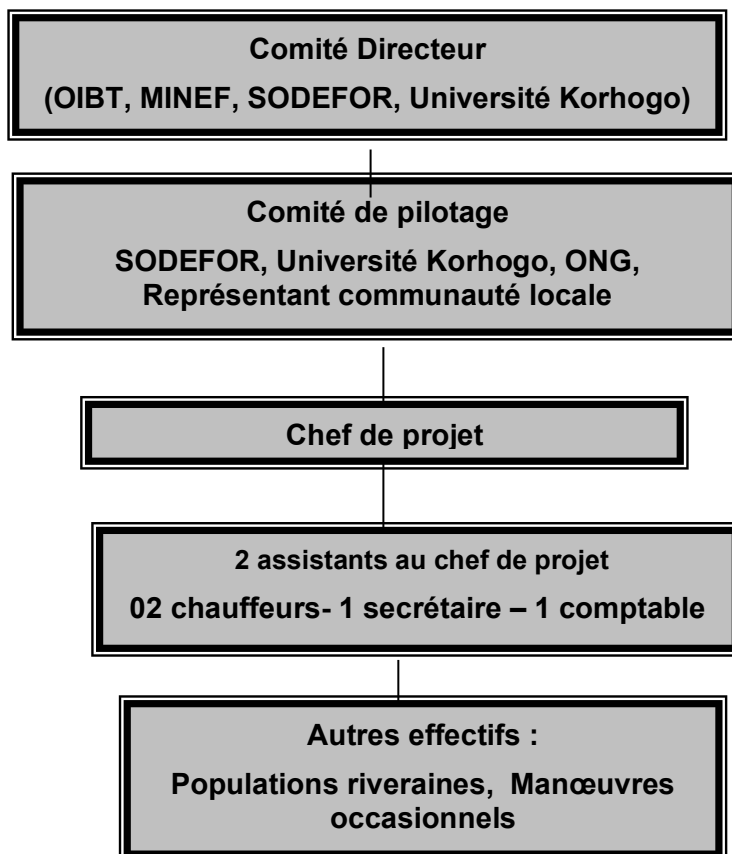 Comité Directeur
(OIBT, MINEF, SODEFOR, Université Korhogo)
Comité de pilotage
SODEFOR, Université Korhogo, ONG,
Représentant communauté locale
Chef de projet
2 assistants au chef de projet
02 chauffeurs- 1 secrétaire – 1 comptable
Autres effectifs :
Populations riveraines, Manœuvres
occasionnels